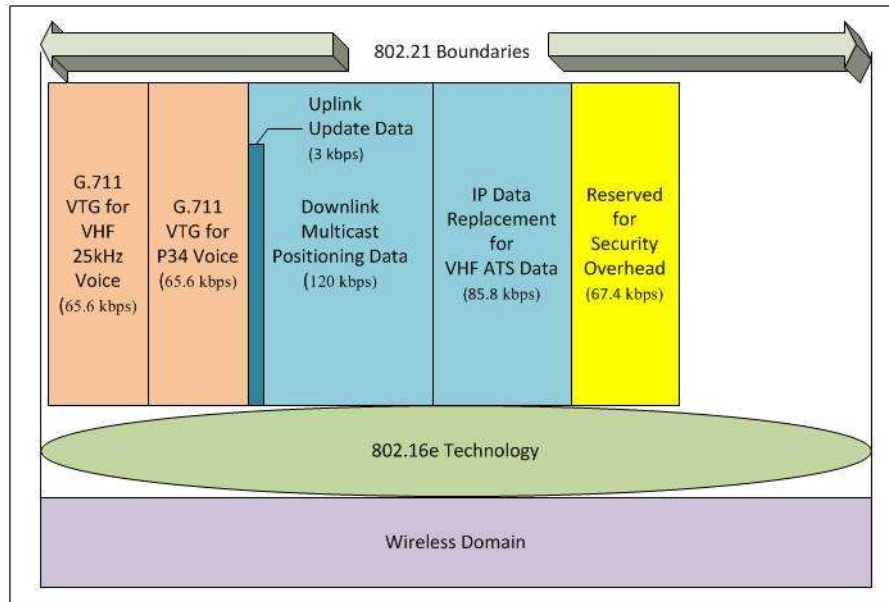 802.21 Boundaries
G.711
VTG for
VHF
25kHz
Voice
(65.6 kbps)
G.711
VTG for
P34 Voice
(65.6 kbps)
Uplink
Update Data
(3 kbps)
Downlink
Multicast
Positioning Data
(120 kbps)
IP Data
Replacement
for
VHF ATS Data
(85.8 kbps)
Reserved
for
Security
Overhead
(67.4 kbps)
802.16e Technology
Wireless Domain